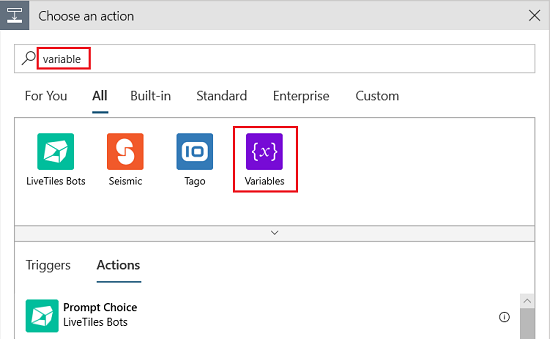 Choose an action
variable
For You All Built-in Standard Enterprise Custom
LiveTiles Bots Seismic Tago Variables
Triggers Actions
Prompt Choice
LiveTiles Bots